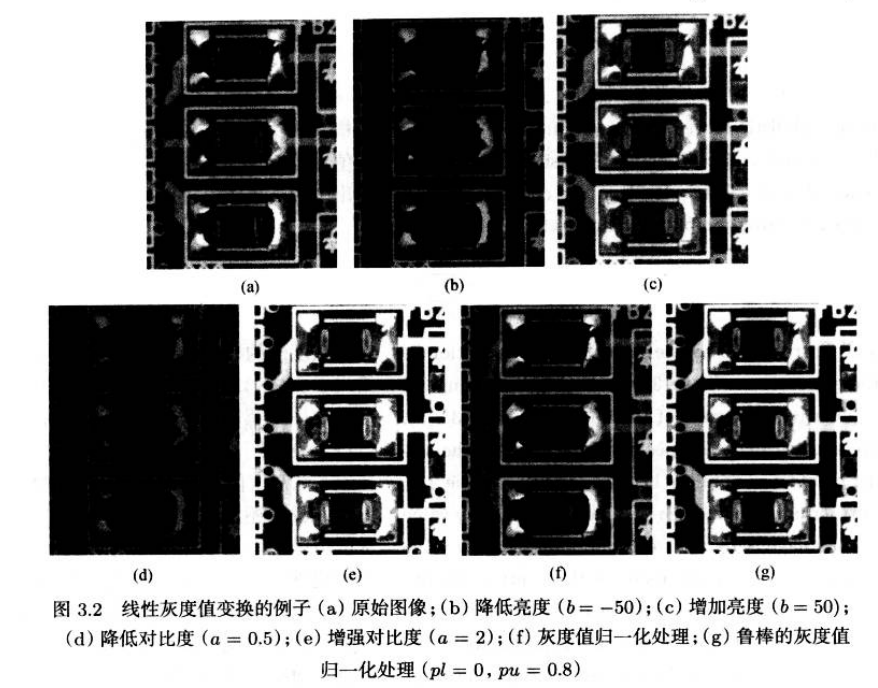 (a)
(b)
(c)
(d)
(e)
(f)
(g)
图 3.2 线性灰度值变换的例子 (a) 原始图像; (b) 降低亮度 (b = −50); (c) 增加亮度 (b = 50);
(d) 降低对比度 (a = 0.5); (e) 增强对比度 (a = 2); (f) 灰度值归一化处理; (g) 鲁棒的灰度值
归一化处理 (pl = 0, pu = 0.8)